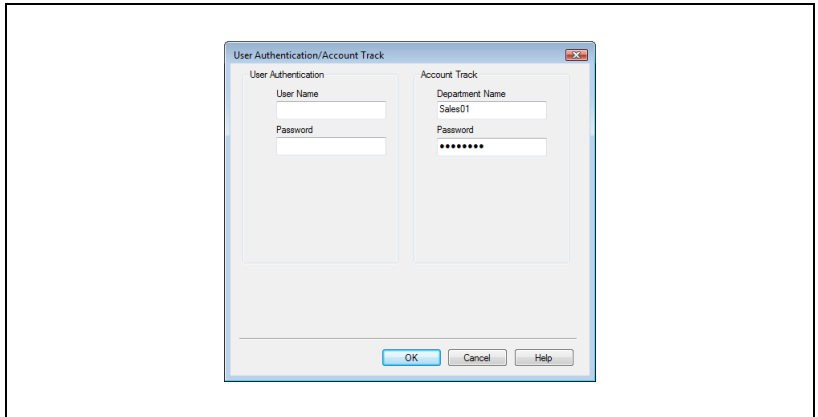 User Authentication/Account Track
User Authentication
User Name
Password
Account Track
Department Name
Sales01
Password
●●●●●●●●
OK
Cancel
Help